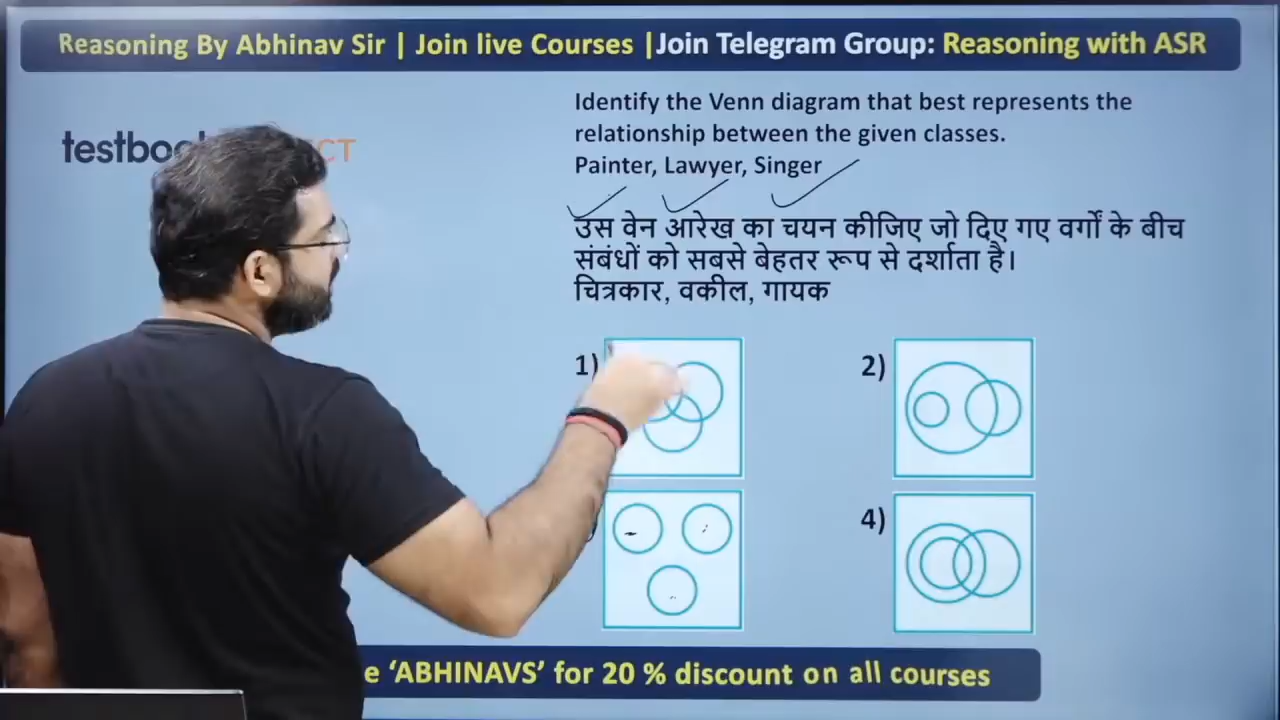 Reasoning By Abhinav Sir | Join live Courses |Join Telegram Group: Reasoning with ASR
Identify the Venn diagram that best represents the
relationship between the given classes.
Painter, Lawyer, Singer
उस वेन आरेख का चयन कीजिए जो दिए गए वर्गों के बीच
संबंधों को सबसे बेहतर रूप से दर्शाता है।
चित्रकार, वकील, गायक
1)
2)
4)
‘ABHINAVS’ for 20 % discount on all courses